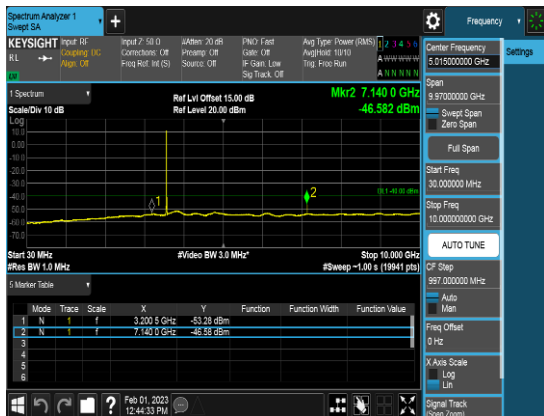 Spectrum Analyzer 1
Swept SA
+
Frequency
KEYSIGHT
RL
Input: RF
Coupling: DC
Align: Off
Input Z: 50 Ω
Corrections: Off
Freq Ref: Int (S)
#Atten: 20 dB
Preamp: Off
Source: Off
PNO: Fast
Gate: Off
IF Gain: Low
Sig Track: Off
Avg Type: Power (RMS)
Avg|Hold: 10/10
Trig: Free Run
1 2 3 4 5 6
A W W W W W
A N N N N N
1 Spectrum
Scale/Div 10 dB
Ref Lvl Offset 15.00 dB
Ref Level 20.00 dBm
Mkr2 7.140 0 GHz
-46.582 dBm
Log
10.0
0.00
-10.0
-20.0
-30.0
-40.0
-50.0
-60.0
-70.0
1
2
DL1 -40.00 dBm
Start 30 MHz
#Res BW 1.0 MHz
#Video BW 3.0 MHz*
Stop 10.000 GHz
#Sweep ~1.00 s (19941 pts)
5 Marker Table
Mode Trace Scale X Y Function Function Width Function Value
1 N 1 f 3.200 5 GHz -53.28 dBm
2 N 1 f 7.140 0 GHz -46.58 dBm
3
4
5
6
Feb 01, 2023
12:44:33 PM
Center Frequency
5.015000000 GHz
Settings
Span
9.97000000 GHz
Swept Span
Zero Span
Full Span
Start Freq
30.000000 MHz
Stop Freq
10.000000000 GHz
AUTO TUNE
CF Step
997.000000 MHz
Auto
Man
Freq Offset
0 Hz
X Axis Scale
Log
Lin
Signal Track
(Span Zoom)